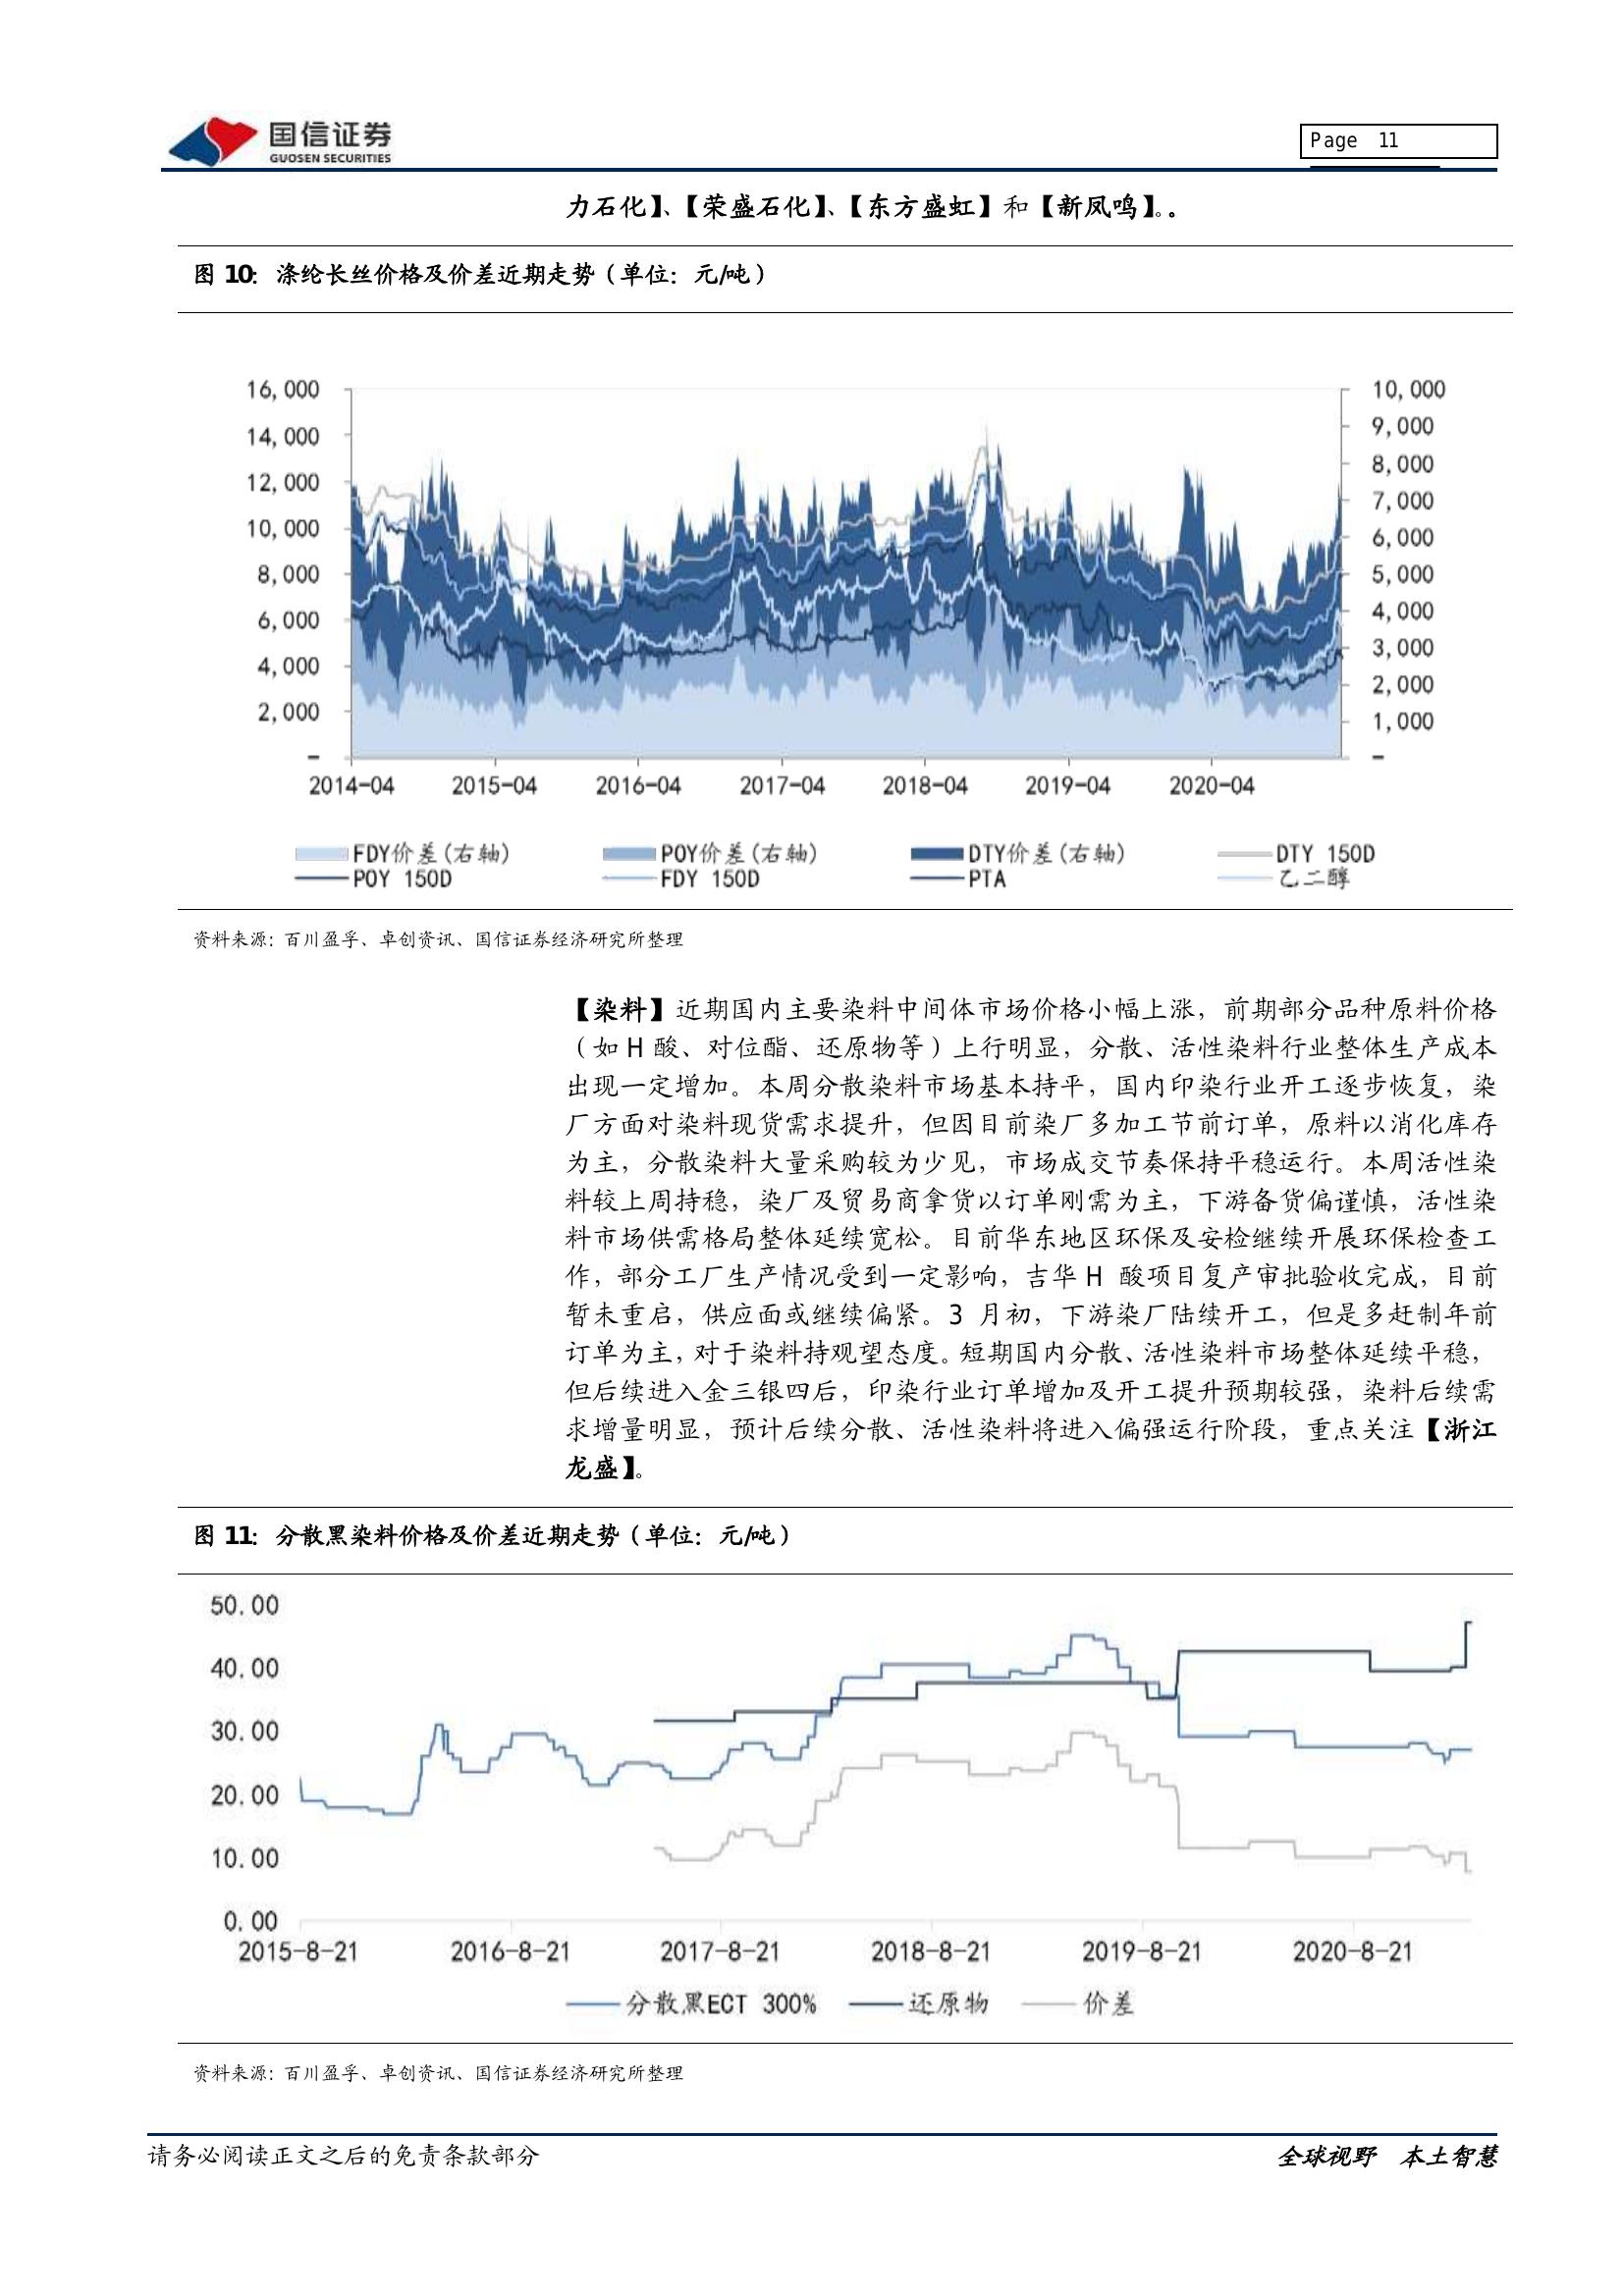 国信证券
GUOSEN SECURITIES
Page 11
力石化】、【荣盛石化】、【东方盛虹】和【新凤鸣】。。
图 10: 涤纶长丝价格及价差近期走势（单位：元/吨）
16,000
14,000
12,000
10,000
8,000
6,000
4,000
2,000
–
10,000
9,000
8,000
7,000
6,000
5,000
4,000
3,000
2,000
1,000
–
2014-04 2015-04 2016-04 2017-04 2018-04 2019-04 2020-04
FDY价差(右轴) POY价差(右轴) DTY价差(右轴) DTY 150D
POY 150D FDY 150D PTA 乙二醇
资料来源：百川盈孚、卓创资讯、国信证券经济研究所整理
【染料】近期国内主要染料中间体市场价格小幅上涨，前期部分品种原料价格
（如 H 酸、对位酯、还原物等）上行明显，分散、活性染料行业整体生产成本
出现一定增加。本周分散染料市场基本持平，国内印染行业开工逐步恢复，染
厂方面对染料现货需求提升，但因目前染厂多加工节前订单，原料以消化库存
为主，分散染料大量采购较为少见，市场成交节奏保持平稳运行。本周活性染
料较上周持稳，染厂及贸易商拿货以订单刚需为主，下游备货偏谨慎，活性染
料市场供需格局整体延续宽松。目前华东地区环保及安检继续开展环保检查工
作，部分工厂生产情况受到一定影响，吉华 H 酸项目复产审批验收完成，目前
暂未重启，供应面或继续偏紧。3 月初，下游染厂陆续开工，但是多赶制年前
订单为主，对于染料持观望态度。短期国内分散、活性染料市场整体延续平稳，
但后续进入金三银四后，印染行业订单增加及开工提升预期较强，染料后续需
求增量明显，预计后续分散、活性染料将进入偏强运行阶段，重点关注【浙江
龙盛】。
图 11: 分散黑染料价格及价差近期走势（单位：元/吨）
50.00
40.00
30.00
20.00
10.00
0.00
2015-8-21 2016-8-21 2017-8-21 2018-8-21 2019-8-21 2020-8-21
分散黑ECT 300% 还原物 价差
资料来源：百川盈孚、卓创资讯、国信证券经济研究所整理
请务必阅读正文之后的免责条款部分
全球视野 本土智慧